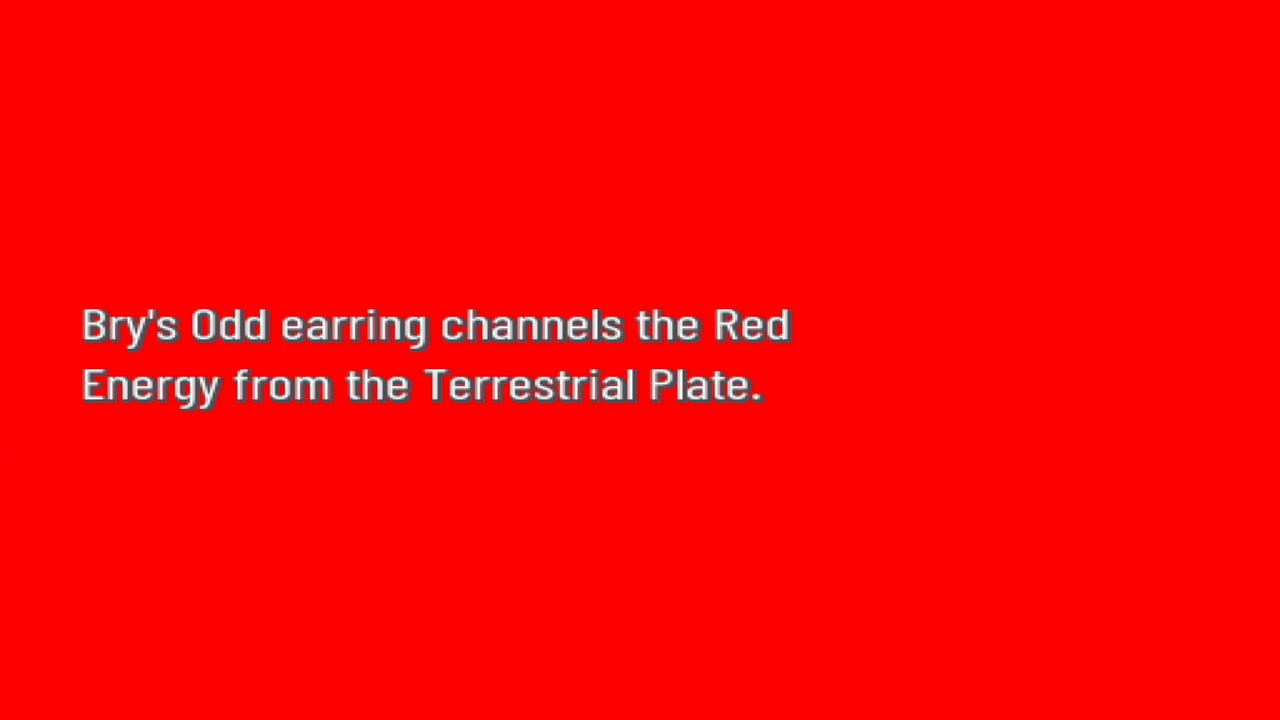 Bry's Odd earring channels the Red
Energy from the Terrestrial Plate.